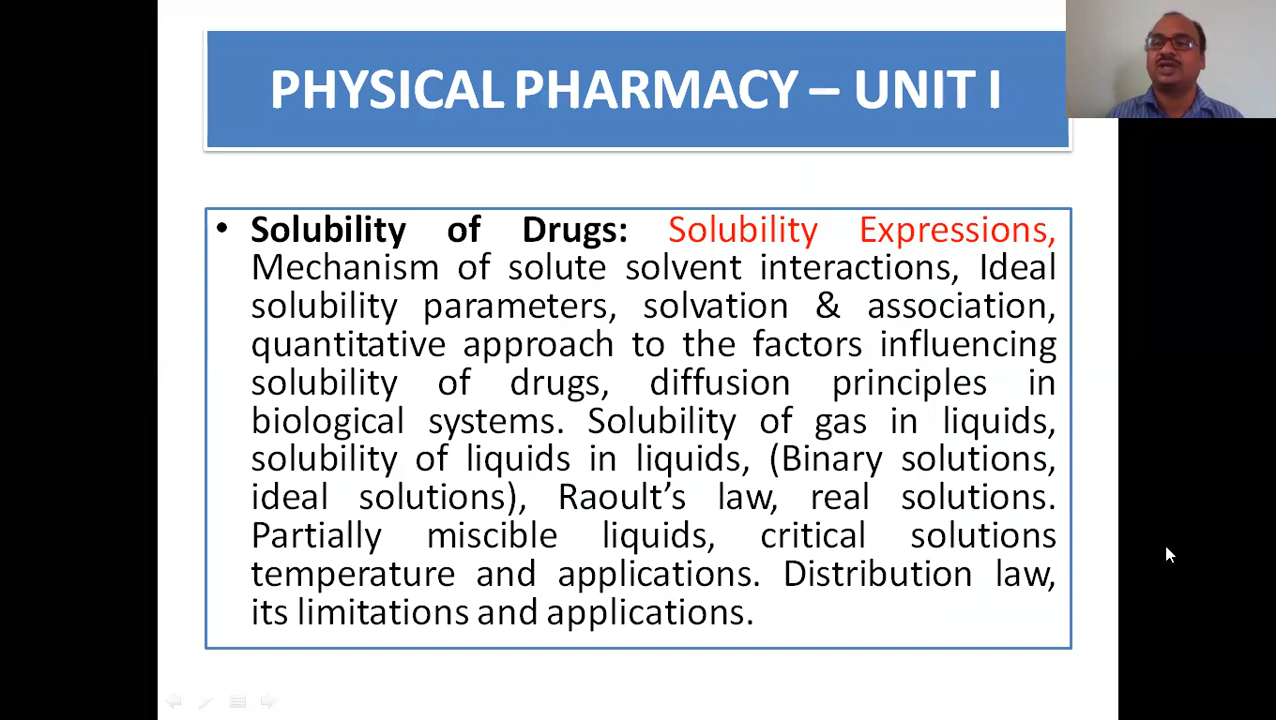 PHYSICAL PHARMACY – UNIT I
• Solubility of Drugs: Solubility Expressions,
Mechanism of solute solvent interactions, Ideal
solubility parameters, solvation & association,
quantitative approach to the factors influencing
solubility of drugs, diffusion principles in
biological systems. Solubility of gas in liquids,
solubility of liquids in liquids, (Binary solutions,
ideal solutions), Raoult’s law, real solutions.
Partially miscible liquids, critical solutions
temperature and applications. Distribution law,
its limitations and applications.